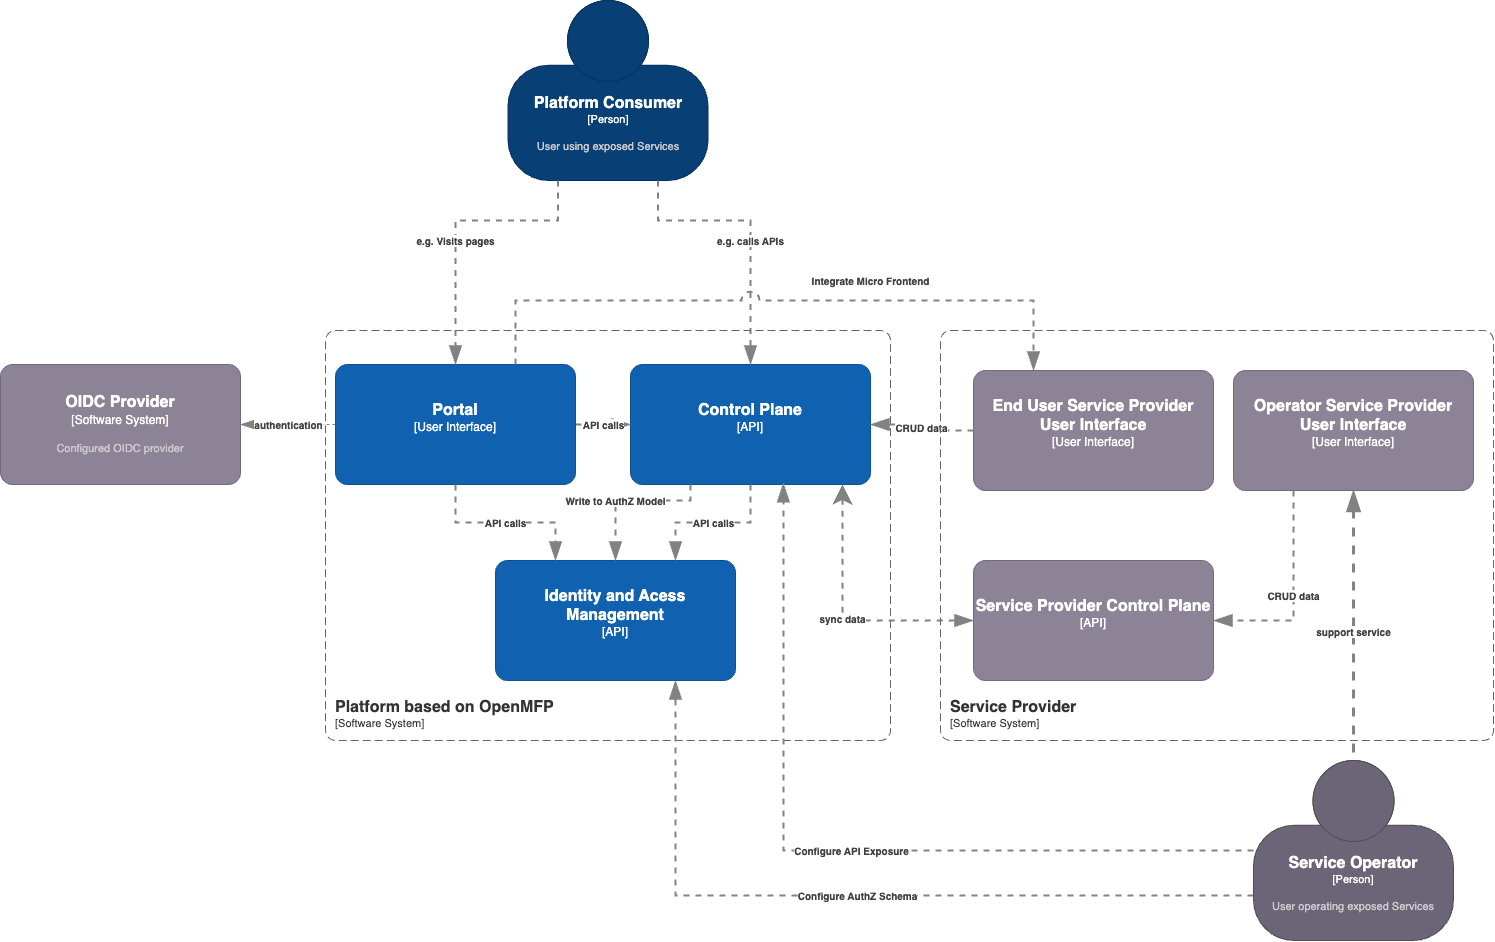 Platform Consumer
[Person]
User using exposed Services
e.g. Visits pages
e.g. calls APIs
Integrate Micro Frontend
OIDC Provider
[Software System]
Configured OIDC provider
authentication
Portal
[User Interface]
API calls
Control Plane
[API]
CRUD data
End User Service Provider
User Interface
[User Interface]
Operator Service Provider
User Interface
[User Interface]
Write to AuthZ Model
API calls
API calls
Identity and Acess
Management
[API]
sync data
Service Provider Control Plane
[API]
CRUD data
support service
Platform based on OpenMFP
[Software System]
Service Provider
[Software System]
Configure API Exposure
Configure AuthZ Schema
Service Operator
[Person]
User operating exposed Services